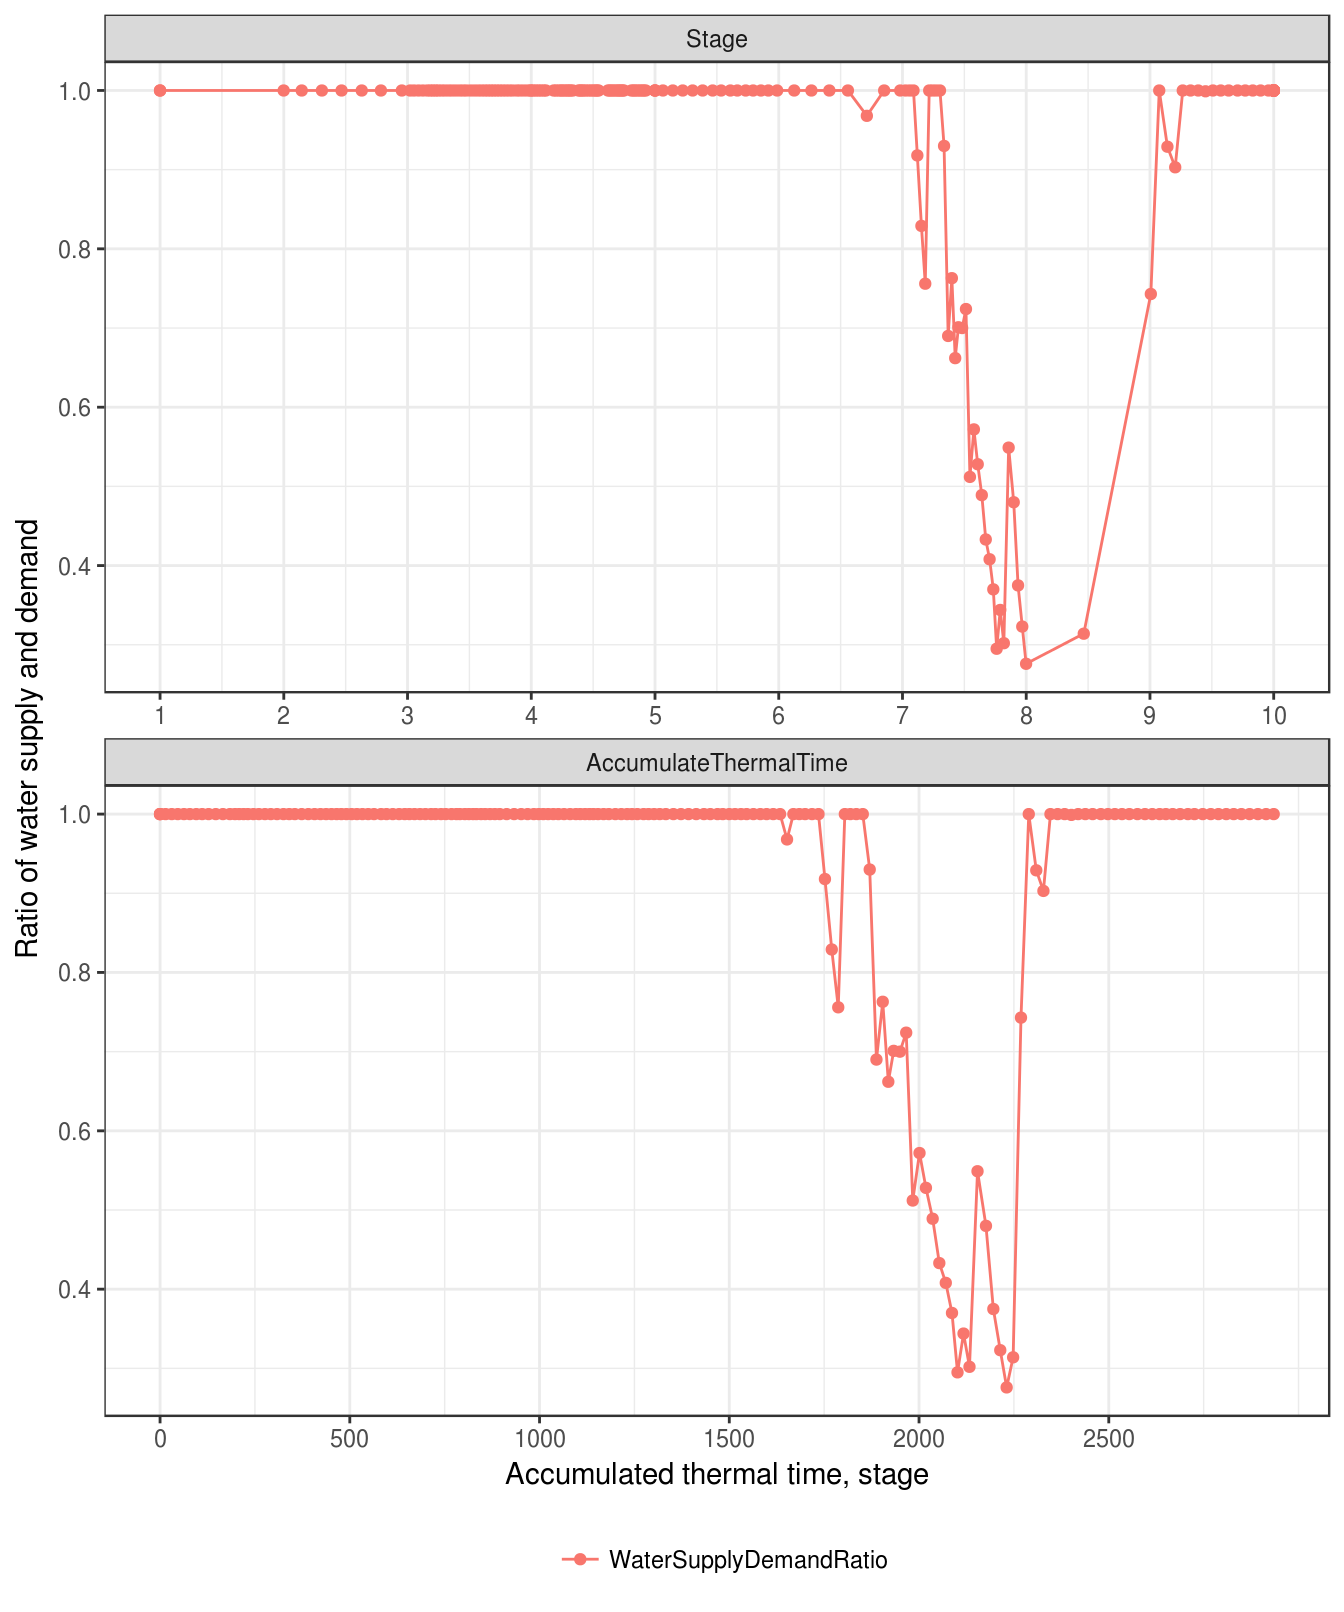 Stage
1.0
0.8
0.6
0.4
1 2 3 4 5 6 7 8 9 10
AccumulateThermalTime
1.0
0.8
0.6
0.4
0 500 1000 1500 2000 2500
Ratio of water supply and demand
Accumulated thermal time, stage
WaterSupplyDemandRatio